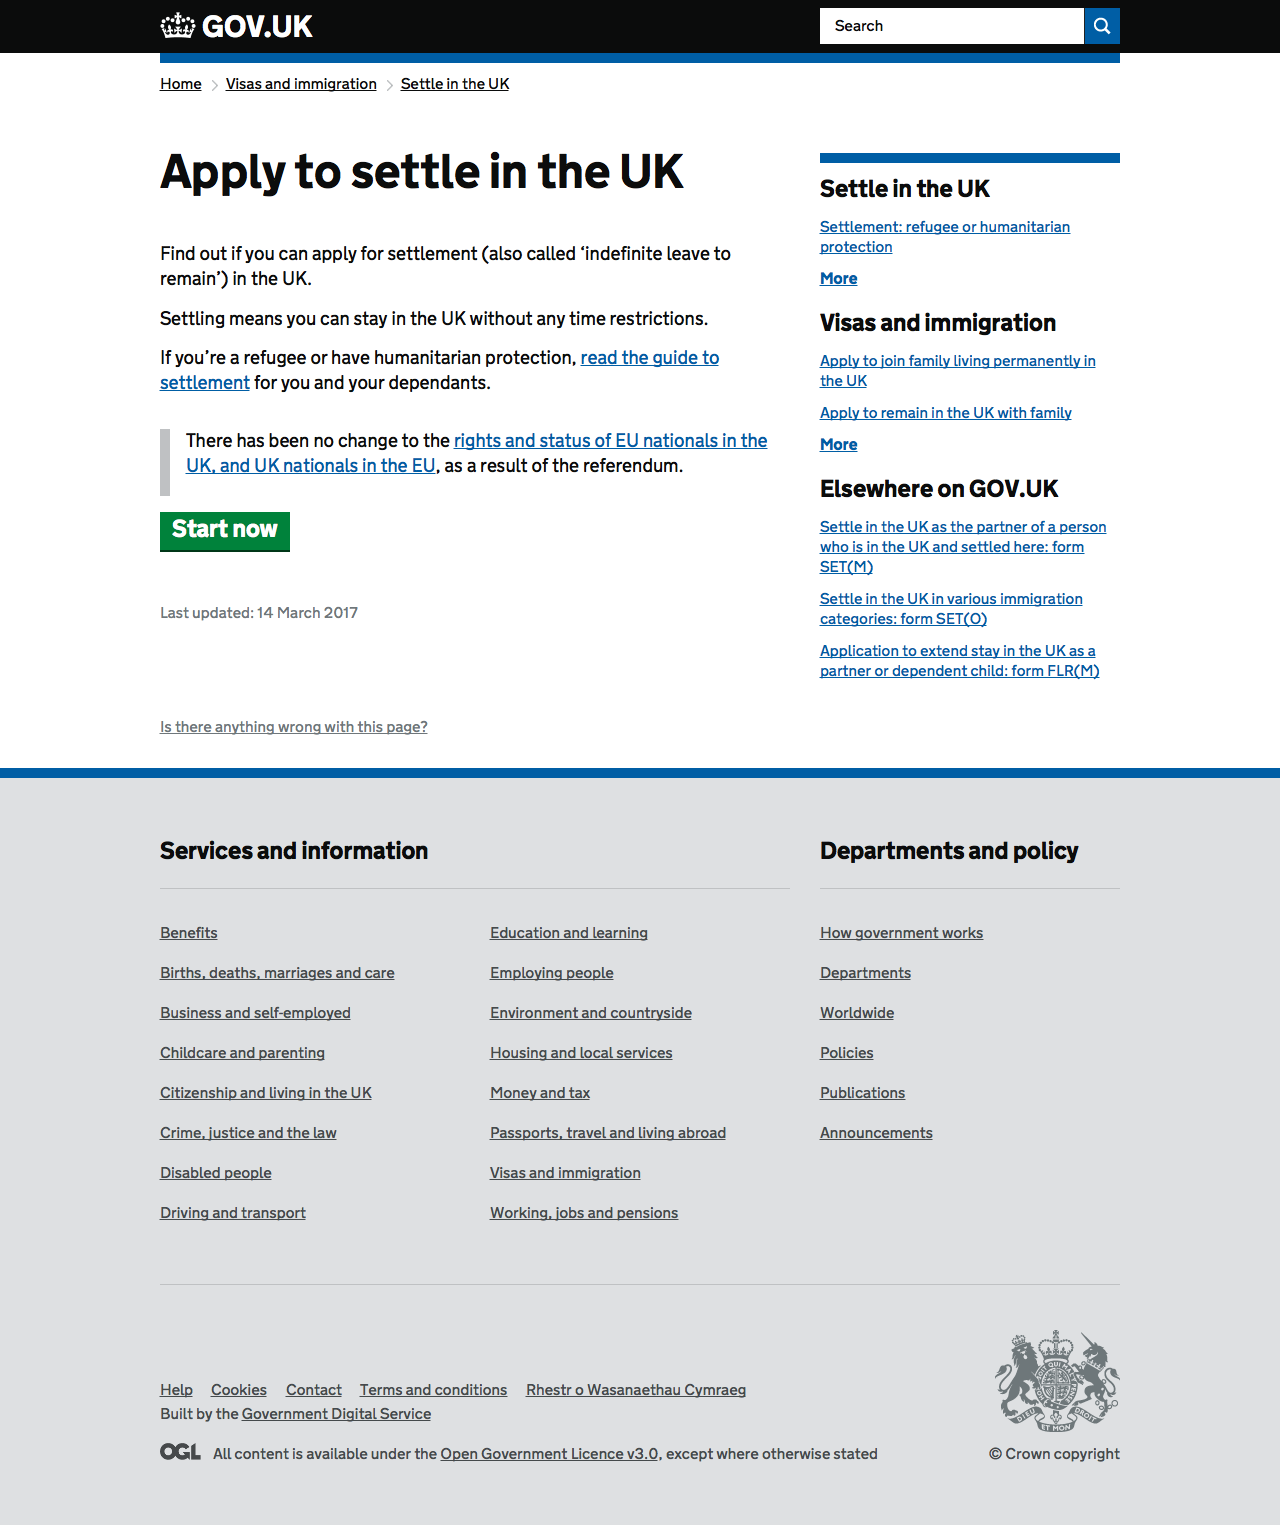 GOV.UK
Search
Home
Visas and immigration
Settle in the UK
Apply to settle in the UK
Find out if you can apply for settlement (also called ‘indefinite leave to
remain’) in the UK.
Settling means you can stay in the UK without any time restrictions.
If you’re a refugee or have humanitarian protection, read the guide to
settlement for you and your dependants.
There has been no change to the rights and status of EU nationals in the
UK, and UK nationals in the EU, as a result of the referendum.
Start now
Last updated: 14 March 2017
Is there anything wrong with this page?
Settle in the UK
Settlement: refugee or humanitarian
protection
More
Visas and immigration
Apply to join family living permanently in
the UK
Apply to remain in the UK with family
More
Elsewhere on GOV.UK
Settle in the UK as the partner of a person
who is in the UK and settled here: form
SET(M)
Settle in the UK in various immigration
categories: form SET(O)
Application to extend stay in the UK as a
partner or dependent child: form FLR(M)
Services and information
Benefits
Births, deaths, marriages and care
Business and self-employed
Childcare and parenting
Citizenship and living in the UK
Crime, justice and the law
Disabled people
Driving and transport
Education and learning
Employing people
Environment and countryside
Housing and local services
Money and tax
Passports, travel and living abroad
Visas and immigration
Working, jobs and pensions
Departments and policy
How government works
Departments
Worldwide
Policies
Publications
Announcements
Help
Cookies
Contact
Terms and conditions
Rhestr o Wasanaethau Cymraeg
Built by the Government Digital Service
OGL
All content is available under the Open Government Licence v3.0, except where otherwise stated
DIEU ET MON DROIT
© Crown copyright